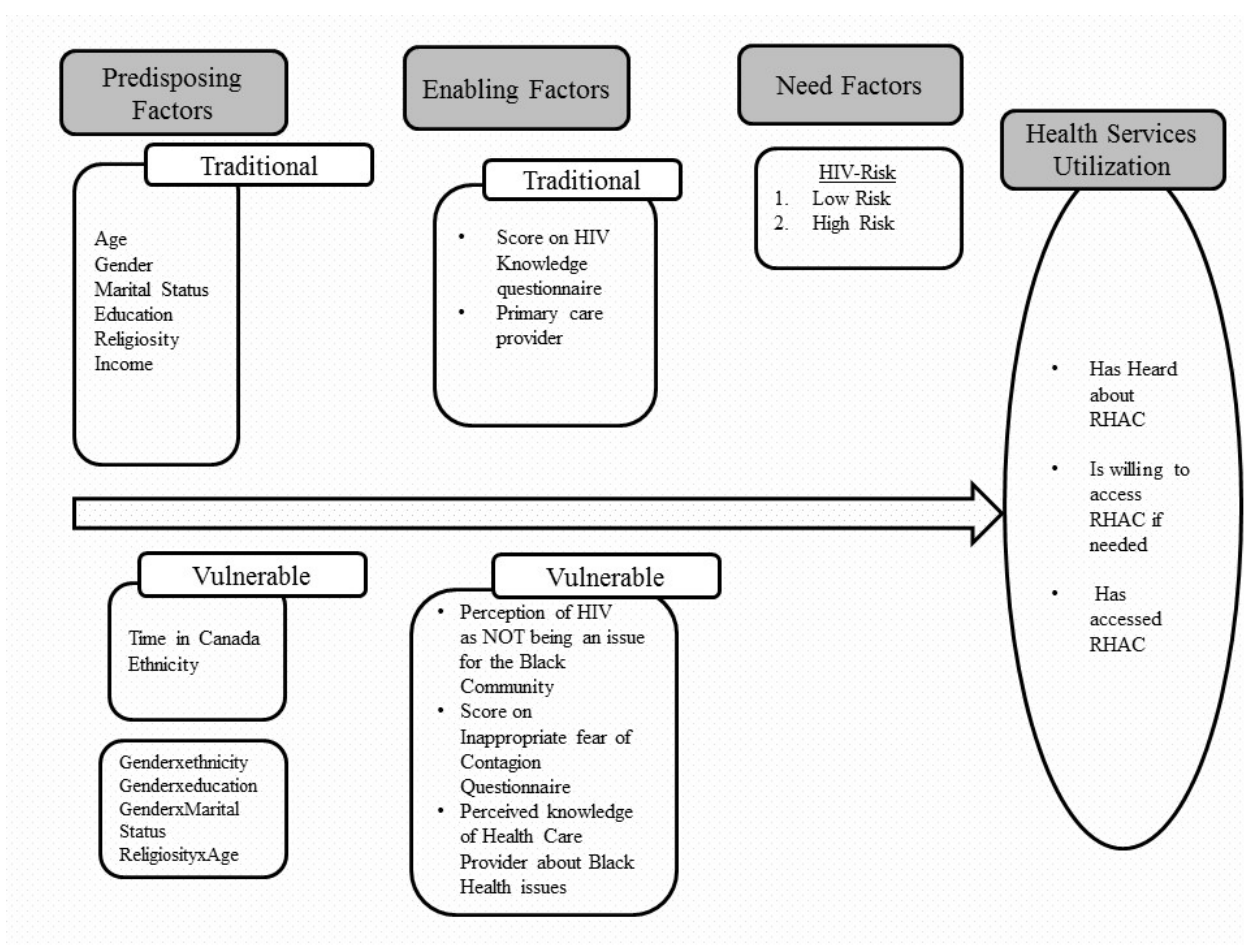 Predisposing
Factors
Traditional
Age
Gender
Marital Status
Education
Religiosity
Income
Enabling Factors
Traditional
• Score on HIV
Knowledge
questionnaire
• Primary care
provider
Need Factors
HIV-Risk
1. Low Risk
2. High Risk
Health Services
Utilization
• Has Heard
about
RHAC
• Is willing to
access
RHAC if
needed
• Has
accessed
RHAC
Vulnerable
Time in Canada
Ethnicity
Genderxethnicity
Genderxeducation
GenderxMarital
Status
ReligiosityxAge
Vulnerable
• Perception of HIV
as NOT being an issue
for the Black
Community
• Score on
Inappropriate fear of
Contagion
Questionnaire
• Perceived knowledge
of Health Care
Provider about Black
Health issues